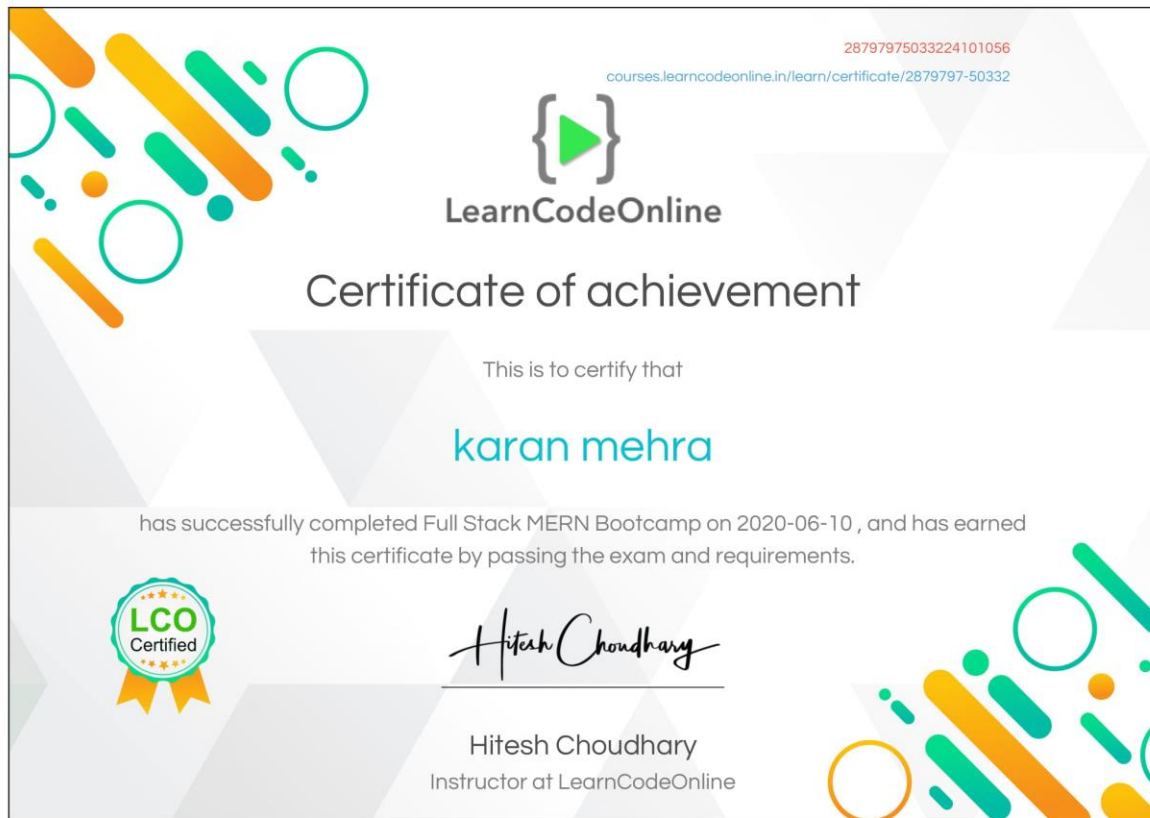 28797975033224101056
courses.learncodeonline.in/learn/certificate/2879797-50332
{ }
LearnCodeOnline
Certificate of achievement
This is to certify that
karan mehra
has successfully completed Full Stack MERN Bootcamp on 2020-06-10 , and has earned
this certificate by passing the exam and requirements.
LCO
Certified
Hitesh Choudhary
Hitesh Choudhary
Instructor at LearnCodeOnline